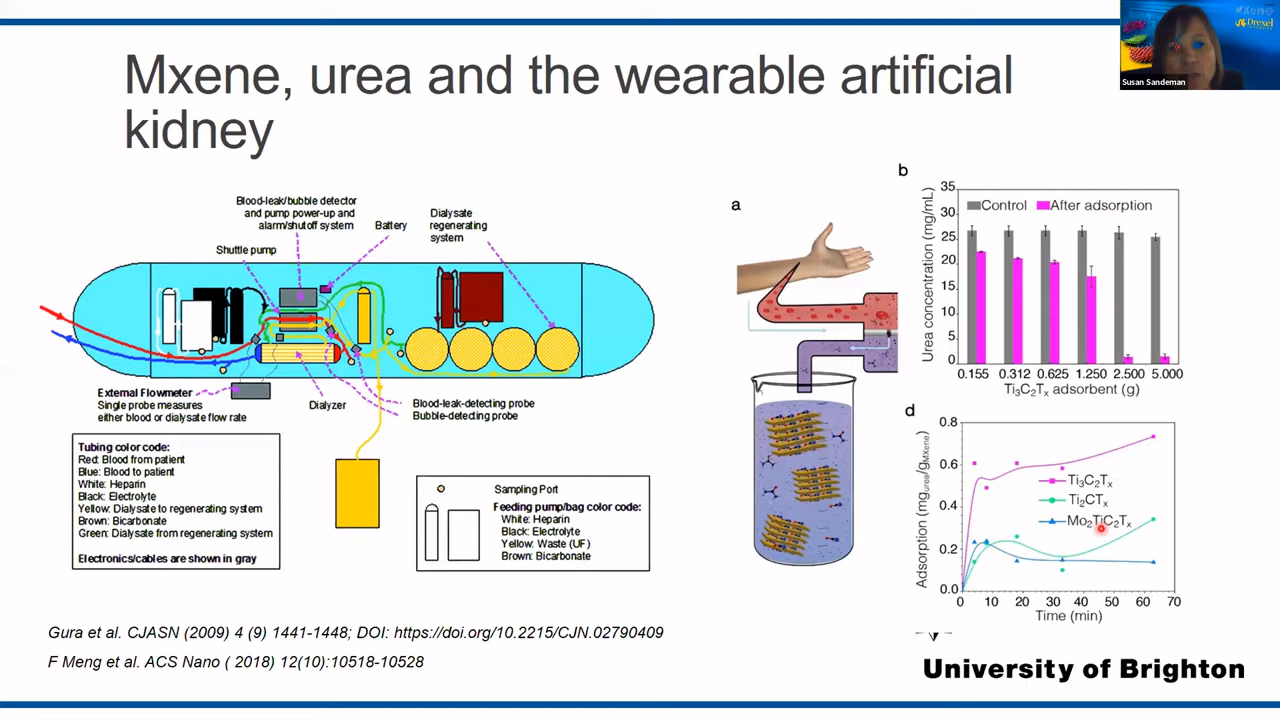 Mxene, urea and the wearable artificial
kidney
MXene
Drexel
Susan Sandeman
Blood-leak/bubble detector
and pump power-up and
alarm/shutoff system
Battery
Dialysate
regenerating
system
Shuttle pump
External Flowmeter
Single probe measures
either blood or dialysate flow rate
Dialyzer
Blood-leak-detecting probe
Bubble-detecting probe
Tubing color code:
Red: Blood from patient
Blue: Blood to patient
White: Heparin
Black: Electrolyte
Yellow: Dialysate to regenerating system
Brown: Bicarbonate
Green: Dialysate from regenerating system
Electronics/cables are shown in gray
Sampling Port
Feeding pump/bag color code:
White: Heparin
Black: Electrolyte
Yellow: Waste (UF)
Brown: Bicarbonate
a
b
Urea concentration (mg/mL)
35
30
25
20
15
10
5
0
Control
After adsorption
0.155 0.312 0.625 1.250 2.500 5.000
Ti₃C₂Tₓ adsorbent (g)
d
Adsorption (mg_urea/g_MXene)
0.8
0.6
0.4
0.2
0.0
Ti₃C₂Tₓ
Ti₂CTₓ
Mo₂TiC₂Tₓ
0 10 20 30 40 50 60 70
Time (min)
Gura et al. CJASN (2009) 4 (9) 1441-1448; DOI: https://doi.org/10.2215/CJN.02790409
F Meng et al. ACS Nano ( 2018) 12(10):10518-10528
University of Brighton